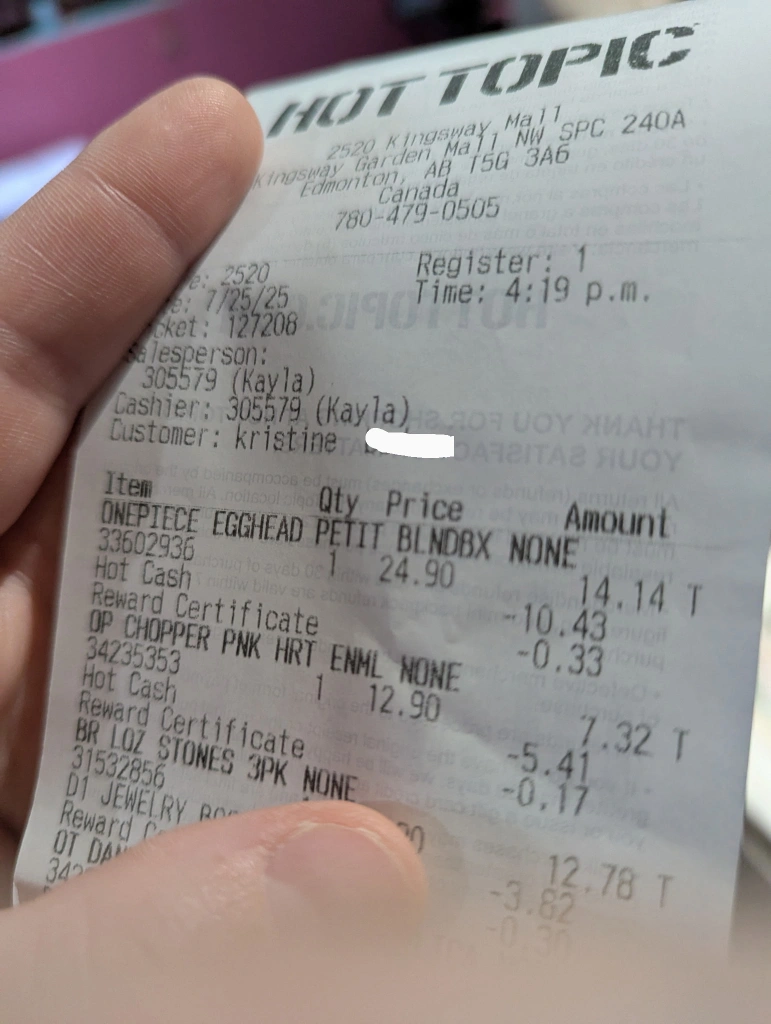 HOT TOPIC
2520 Kingsway Mall
Kingsway Garden Mall NW SPC 240A
Edmonton, AB T5G 3A6
Canada
780-479-0505
e: 2520 Register: 1
e: 7/25/25 Time: 4:19 p.m.
cket: 127208
alesperson:
305579 (Kayla)
Cashier: 305579 (Kayla)
Customer: kristine
Item Qty Price Amount
ONEPIECE EGGHEAD PETIT BLNDBX NONE
33602936 1 24.90 14.14 T
Hot Cash -10.43
Reward Certificate -0.33
OP CHOPPER PNK HRT ENML NONE
34235353 1 12.90 7.32 T
Hot Cash -5.41
Reward Certificate -0.17
BR LOZ STONES 3PK NONE
31532856 12.78 T
D1 JEWELRY -3.82
Reward
OT